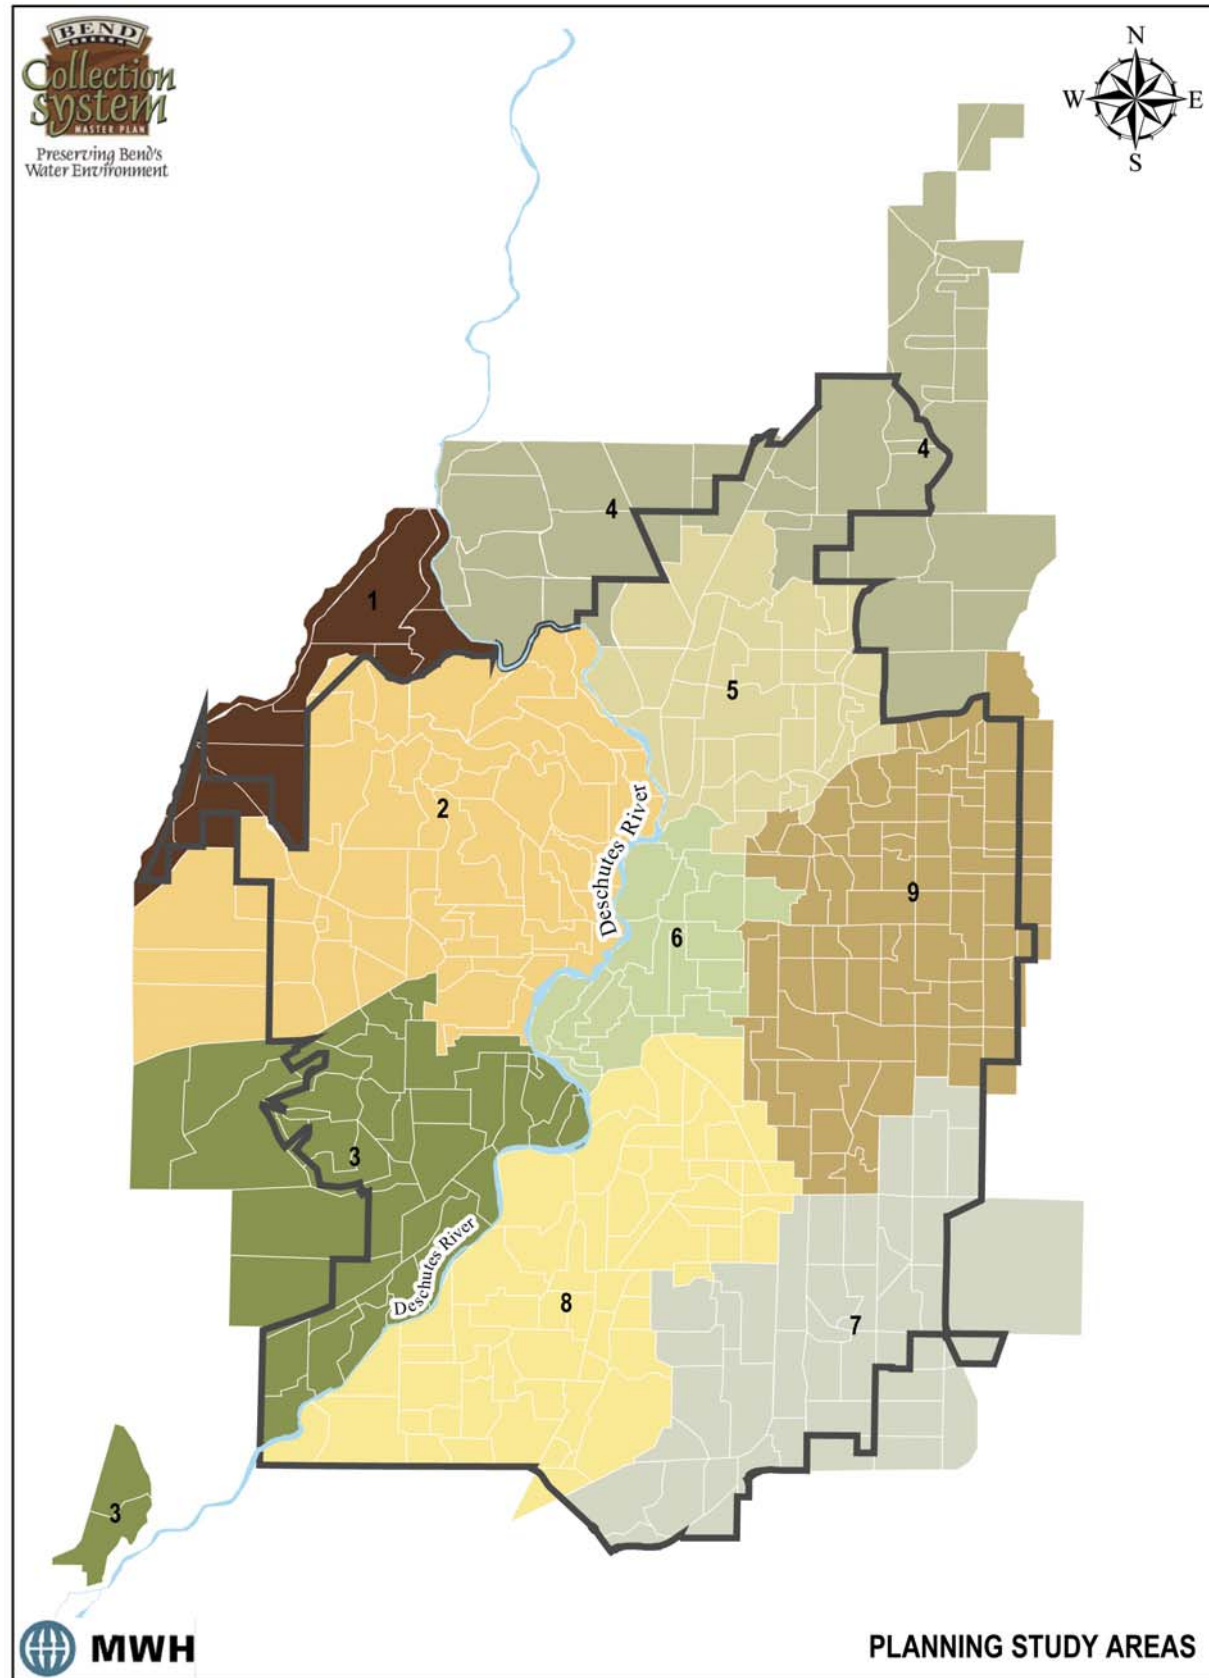 BEND
OREGON
Collection
system
MASTER PLAN
Preserving Bend's
Water Environment
N
W
E
S
4
4
1
5
2
Deschutes River
9
6
3
Deschutes River
8
7
3
MWH
PLANNING STUDY AREAS